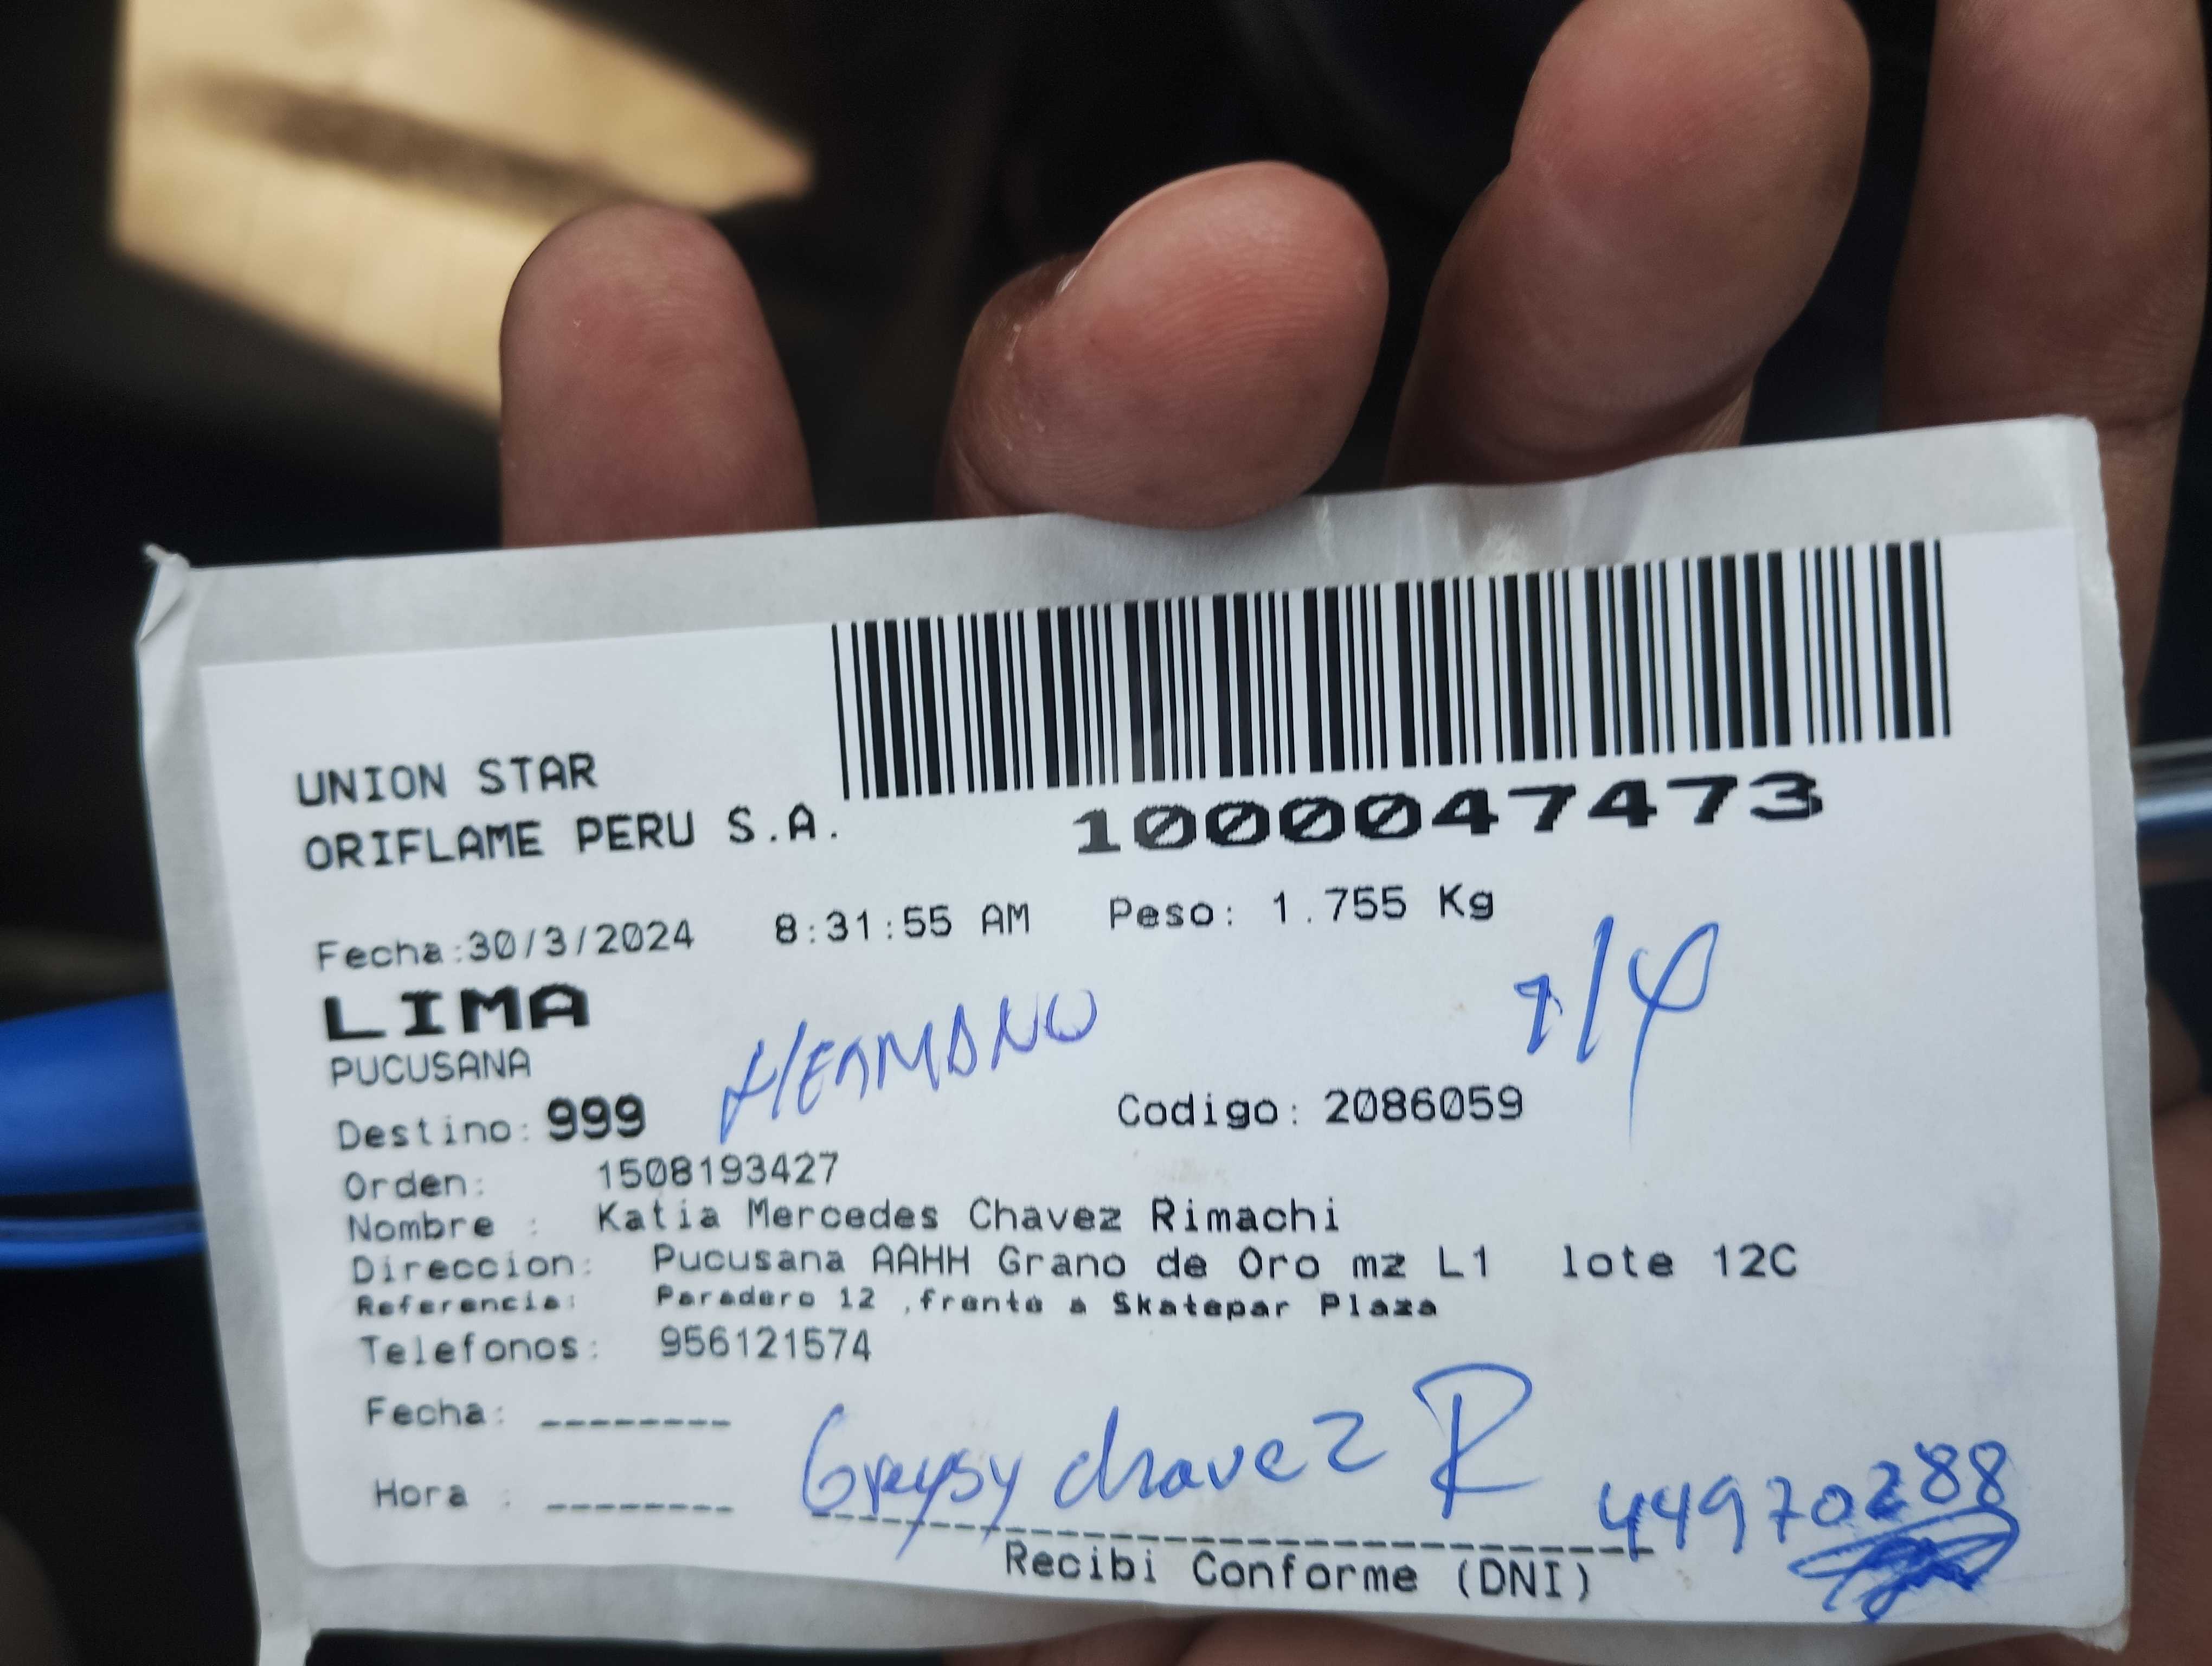 UNION STAR
ORIFLAME PERU S.A.
1000047473
Fecha:30/3/2024 8:31:55 AM Peso: 1.755 Kg
LIMA
PUCUSANA
HERMANO
Destino: 999 Codigo: 2086059
Orden: 1508193427
Nombre : Katia Mercedes Chavez Rimachi
Direccion: Pucusana AAHH Grano de Oro mz L1 lote 12C
Referencia: Paradero 12 ,frente a Skatepar Plaza
Telefonos: 956121574
Fecha: --------
Greysy chavez R
Hora : --------
44970288
Recibi Conforme (DNI)